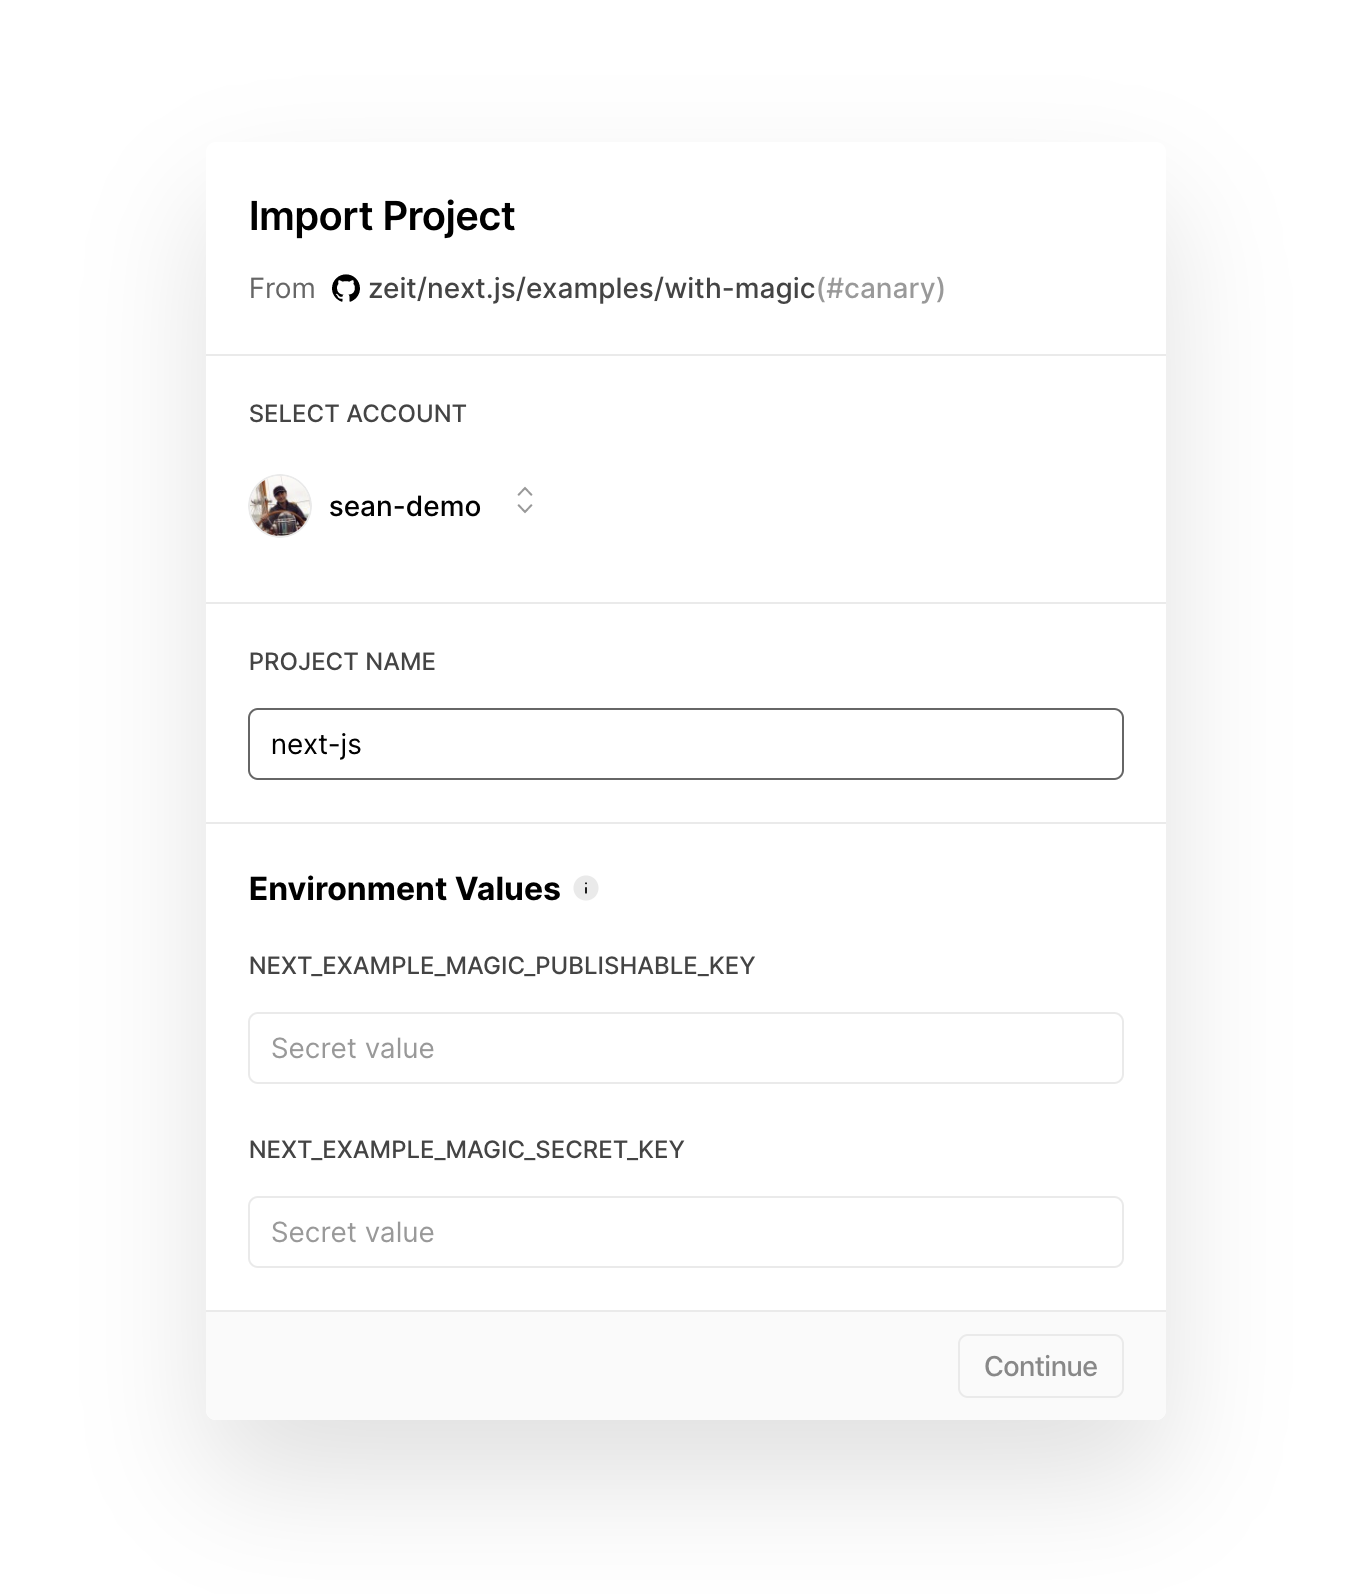 Import Project
From zeit/next.js/examples/with-magic(#canary)
SELECT ACCOUNT
sean-demo
PROJECT NAME
next-js
Environment Values i
NEXT_EXAMPLE_MAGIC_PUBLISHABLE_KEY
Secret value
NEXT_EXAMPLE_MAGIC_SECRET_KEY
Secret value
Continue